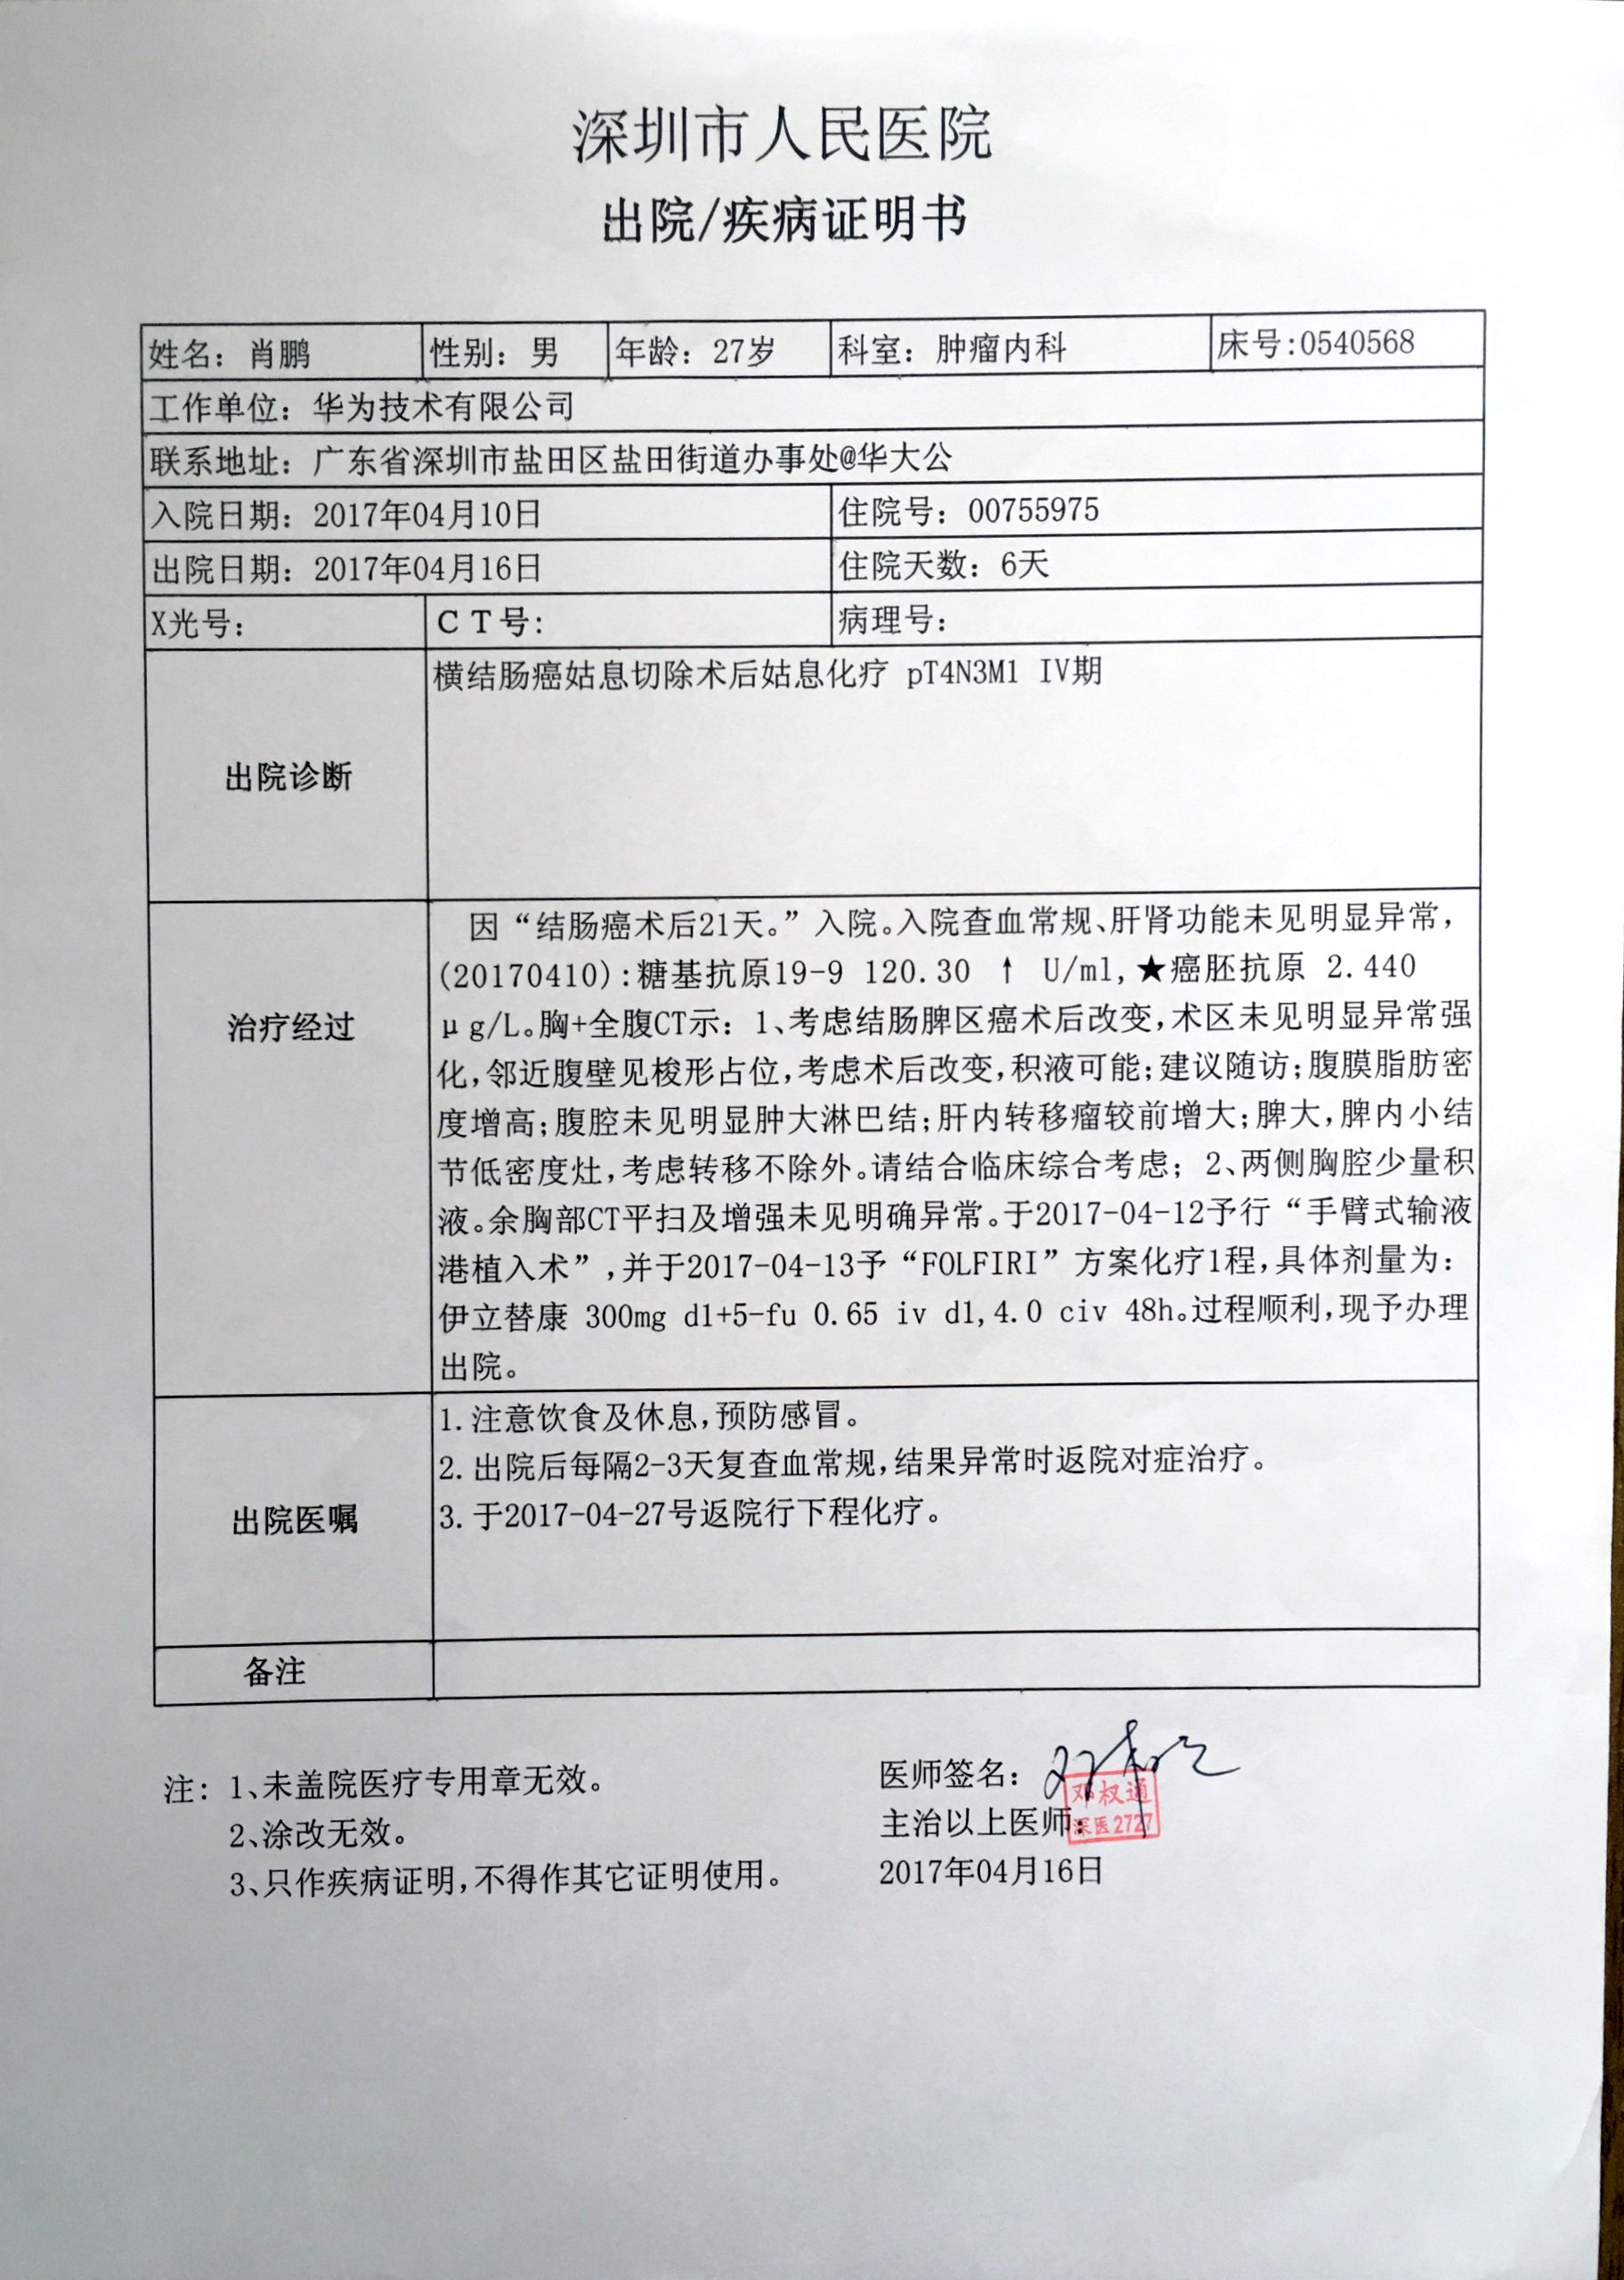 深圳市人民医院
出院/疾病证明书
姓名：肖鹏 性别：男 年龄：27岁 科室：肿瘤内科 床号:0540568
工作单位：华为技术有限公司
联系地址：广东省深圳市盐田区盐田街道办事处@华大公
入院日期：2017年04月10日 住院号：00755975
出院日期：2017年04月16日 住院天数：6天
X光号： CT号: 病理号：
出院诊断
横结肠癌姑息切除术后姑息化疗 pT4N3M1 IV期
治疗经过
因“结肠癌术后21天。”入院。入院查血常规、肝肾功能未见明显异常，
(20170410):糖基抗原19-9 120.30 ↑ U/ml,★癌胚抗原 2.440
μg/L。胸+全腹CT示：1、考虑结肠脾区癌术后改变,术区未见明显异常强
化,邻近腹壁见梭形占位,考虑术后改变,积液可能;建议随访;腹膜脂肪密
度增高;腹腔未见明显肿大淋巴结;肝内转移瘤较前增大;脾大,脾内小结
节低密度灶,考虑转移不除外。请结合临床综合考虑；2、两侧胸腔少量积
液。余胸部CT平扫及增强未见明确异常。于2017-04-12予行“手臂式输液
港植入术”,并于2017-04-13予“FOLFIRI”方案化疗1程,具体剂量为：
伊立替康 300mg d1+5-fu 0.65 iv d1,4.0 civ 48h。过程顺利,现予办理
出院。
出院医嘱
1.注意饮食及休息,预防感冒。
2.出院后每隔2-3天复查血常规,结果异常时返院对症治疗。
3.于2017-04-27号返院行下程化疗。
备注
注：1、未盖院医疗专用章无效。
2、涂改无效。
3、只作疾病证明,不得作其它证明使用。
医师签名：
主治以上医师：
邓权通
深医2727
2017年04月16日